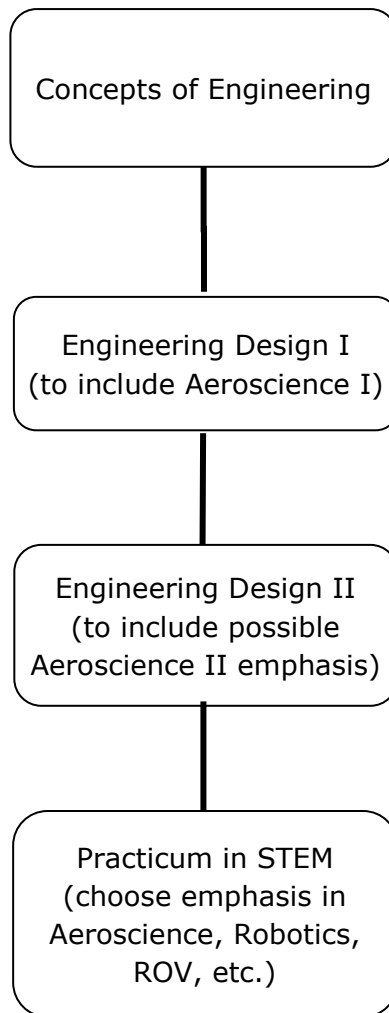 Concepts of Engineering
Engineering Design I
(to include Aeroscience I)
Engineering Design II
(to include possible
Aeroscience II emphasis)
Practicum in STEM
(choose emphasis in
Aeroscience, Robotics,
ROV, etc.)